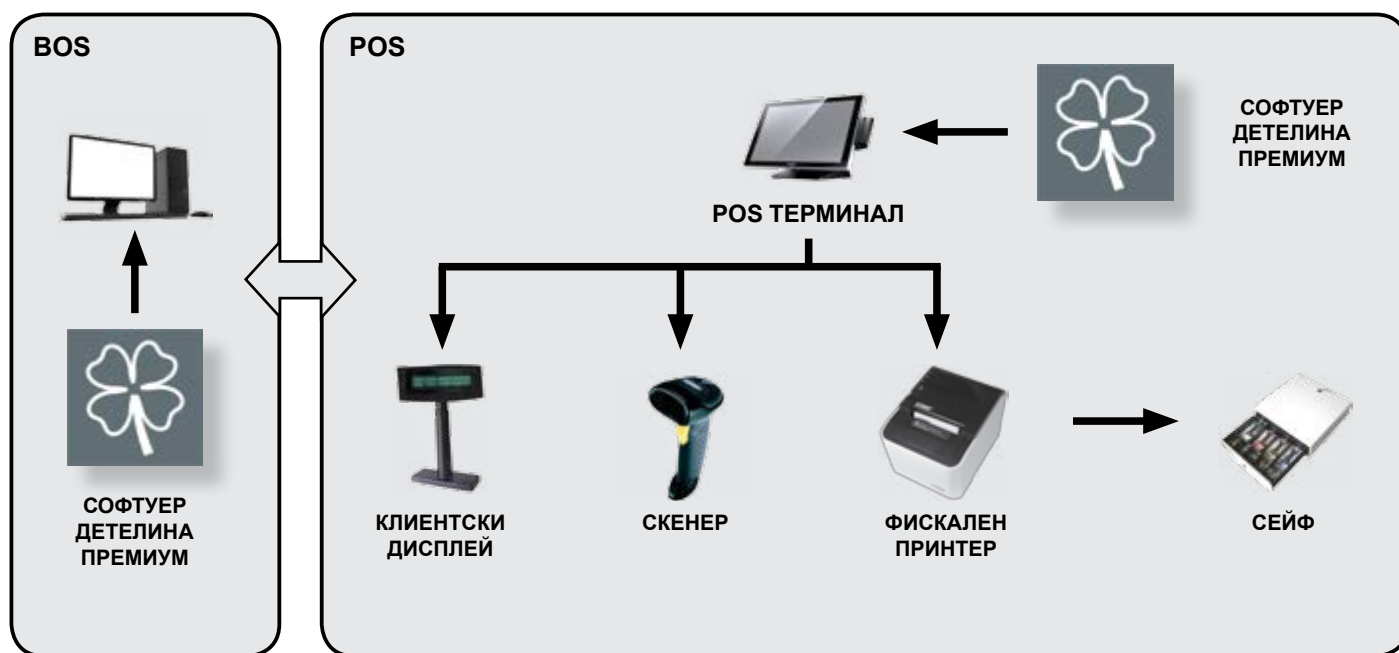 BOS
СОФТУЕР
ДЕТЕЛИНА
ПРЕМИУМ
POS
POS ТЕРМИНАЛ
СОФТУЕР
ДЕТЕЛИНА
ПРЕМИУМ
КЛИЕНТСКИ
ДИСПЛЕЙ
СКЕНЕР
ФИСКАЛЕН
ПРИНТЕР
СЕЙФ